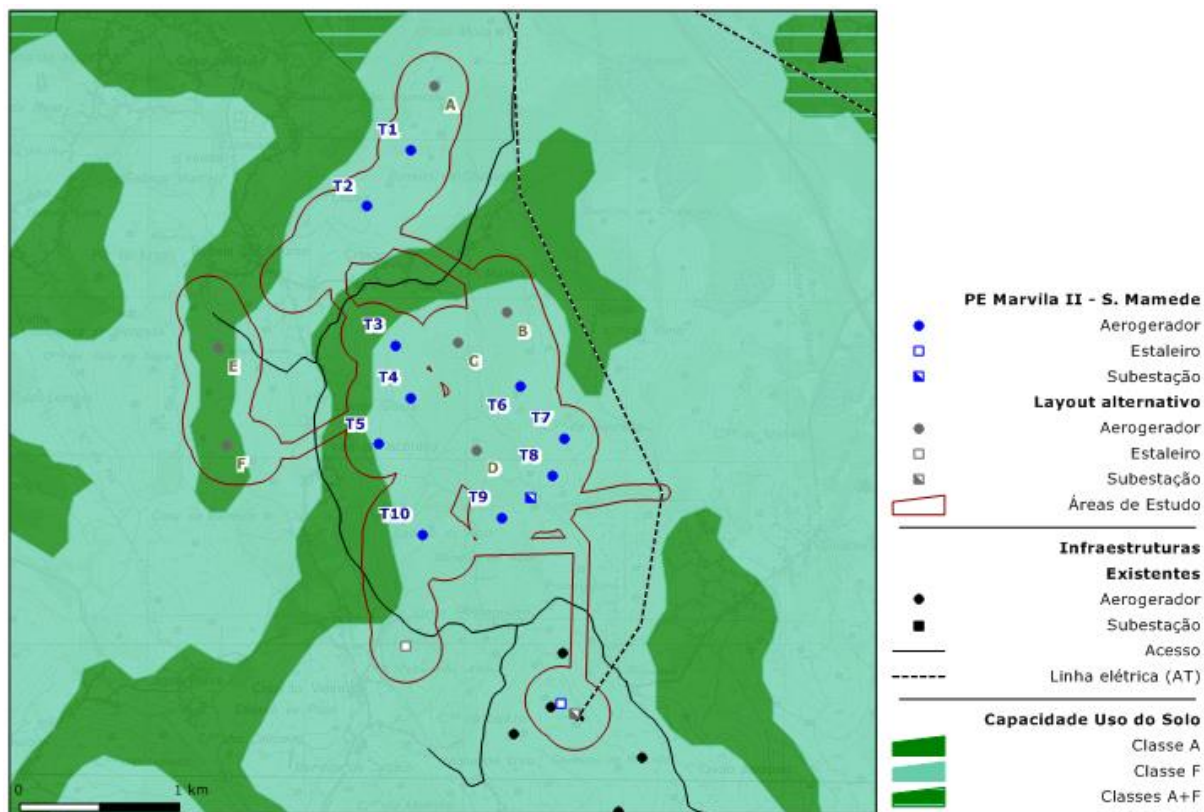 A
T1
T2
B
T3
C
E
T4
T6
T7
T5
F
D
T8
T9
T10
0
1 km
PE Marvila II - S. Mamede
Aerogerador
Estaleiro
Subestação
Layout alternativo
Aerogerador
Estaleiro
Subestação
Áreas de Estudo
Infraestruturas
Existentes
Aerogerador
Subestação
Acesso
Linha elétrica (AT)
Capacidade Uso do Solo
Classe A
Classe F
Classes A+F